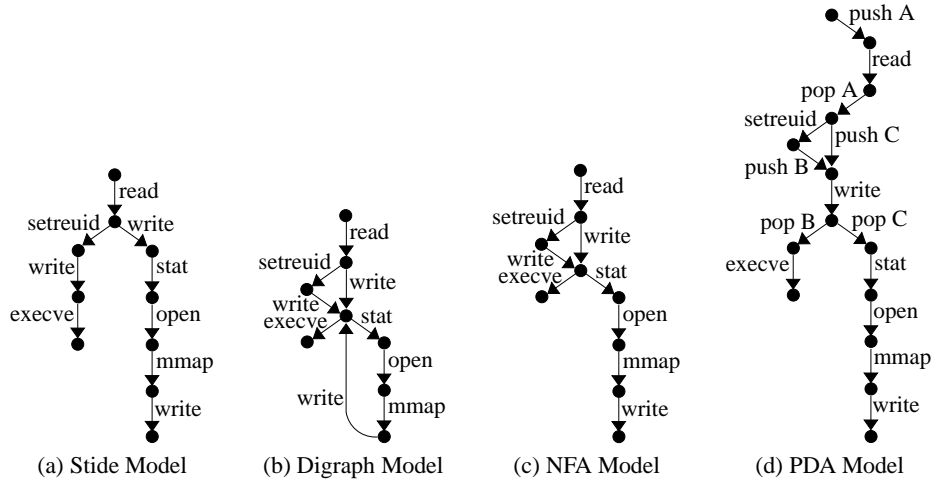 read
setreuid
write
write
stat
execve
open
mmap
write
(a) Stide Model
read
setreuid
write
write
execve
stat
open
mmap
write
(b) Digraph Model
read
setreuid
write
write
execve
stat
open
mmap
write
(c) NFA Model
push A
read
pop A
setreuid
push C
push B
write
pop B
pop C
execve
stat
open
mmap
write
(d) PDA Model